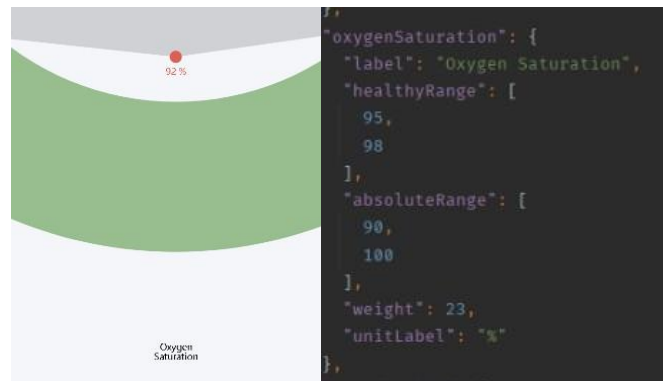 92 %
Oxygen
Saturation
},
"oxygenSaturation": {
"label": "Oxygen Saturation",
"healthyRange": [
95,
98
],
"absoluteRange": [
90,
100
],
"weight": 23,
"unitLabel": "%"
},